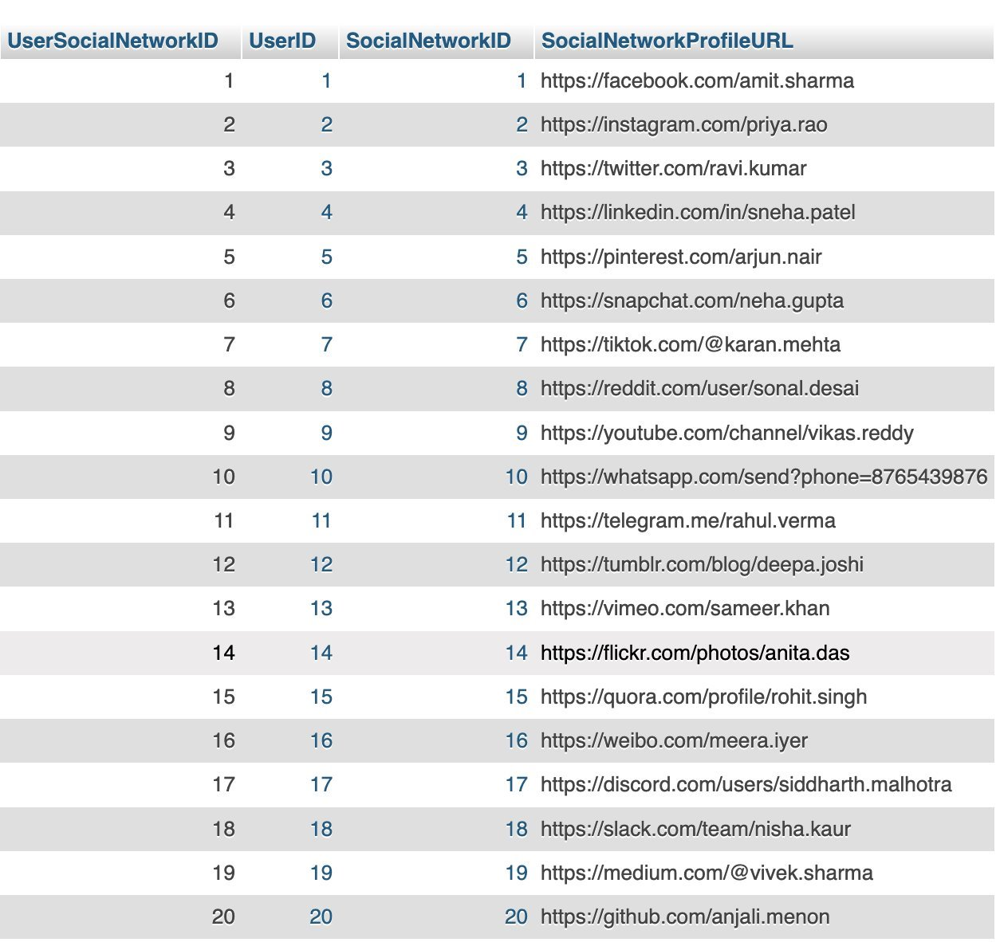 UserSocialNetworkID UserID SocialNetworkID SocialNetworkProfileURL
1 1 1 https://facebook.com/amit.sharma
2 2 2 https://instagram.com/priya.rao
3 3 3 https://twitter.com/ravi.kumar
4 4 4 https://linkedin.com/in/sneha.patel
5 5 5 https://pinterest.com/arjun.nair
6 6 6 https://snapchat.com/neha.gupta
7 7 7 https://tiktok.com/@karan.mehta
8 8 8 https://reddit.com/user/sonal.desai
9 9 9 https://youtube.com/channel/vikas.reddy
10 10 10 https://whatsapp.com/send?phone=8765439876
11 11 11 https://telegram.me/rahul.verma
12 12 12 https://tumblr.com/blog/deepa.joshi
13 13 13 https://vimeo.com/sameer.khan
14 14 14 https://flickr.com/photos/anita.das
15 15 15 https://quora.com/profile/rohit.singh
16 16 16 https://weibo.com/meera.iyer
17 17 17 https://discord.com/users/siddharth.malhotra
18 18 18 https://slack.com/team/nisha.kaur
19 19 19 https://medium.com/@vivek.sharma
20 20 20 https://github.com/anjali.menon